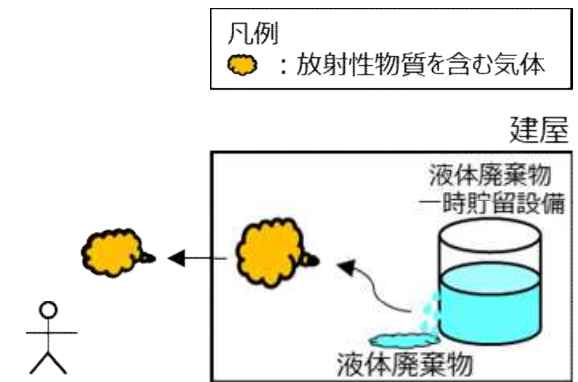 凡例
：放射性物質を含む気体
建屋
液体廃棄物
一時貯留設備
液体廃棄物